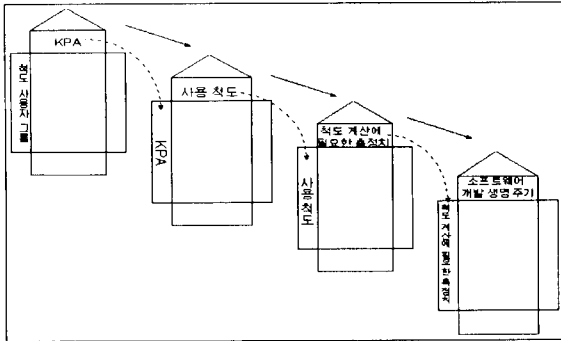 KPA
척도 사용자 그룹
사용 척도
KPA
척도 계산에
필요한 측정치
사용 척도
소프트웨어
개발 생명 주기
척도 계산에 필요한 측정치